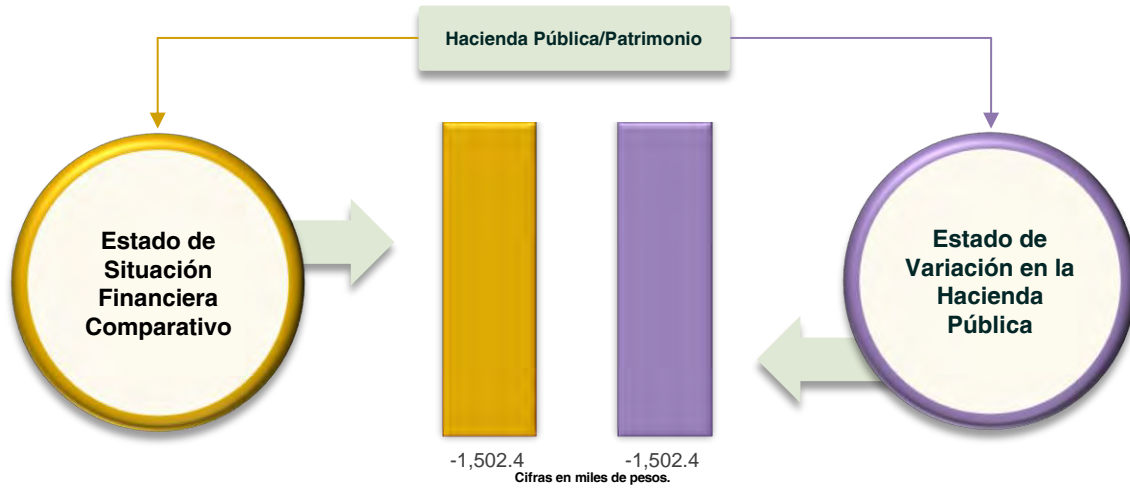 Hacienda Pública/Patrimonio
Estado de
Situación
Financiera
Comparativo
Estado de
Variación en la
Hacienda
Pública
-1,502.4
-1,502.4
Cifras en miles de pesos.